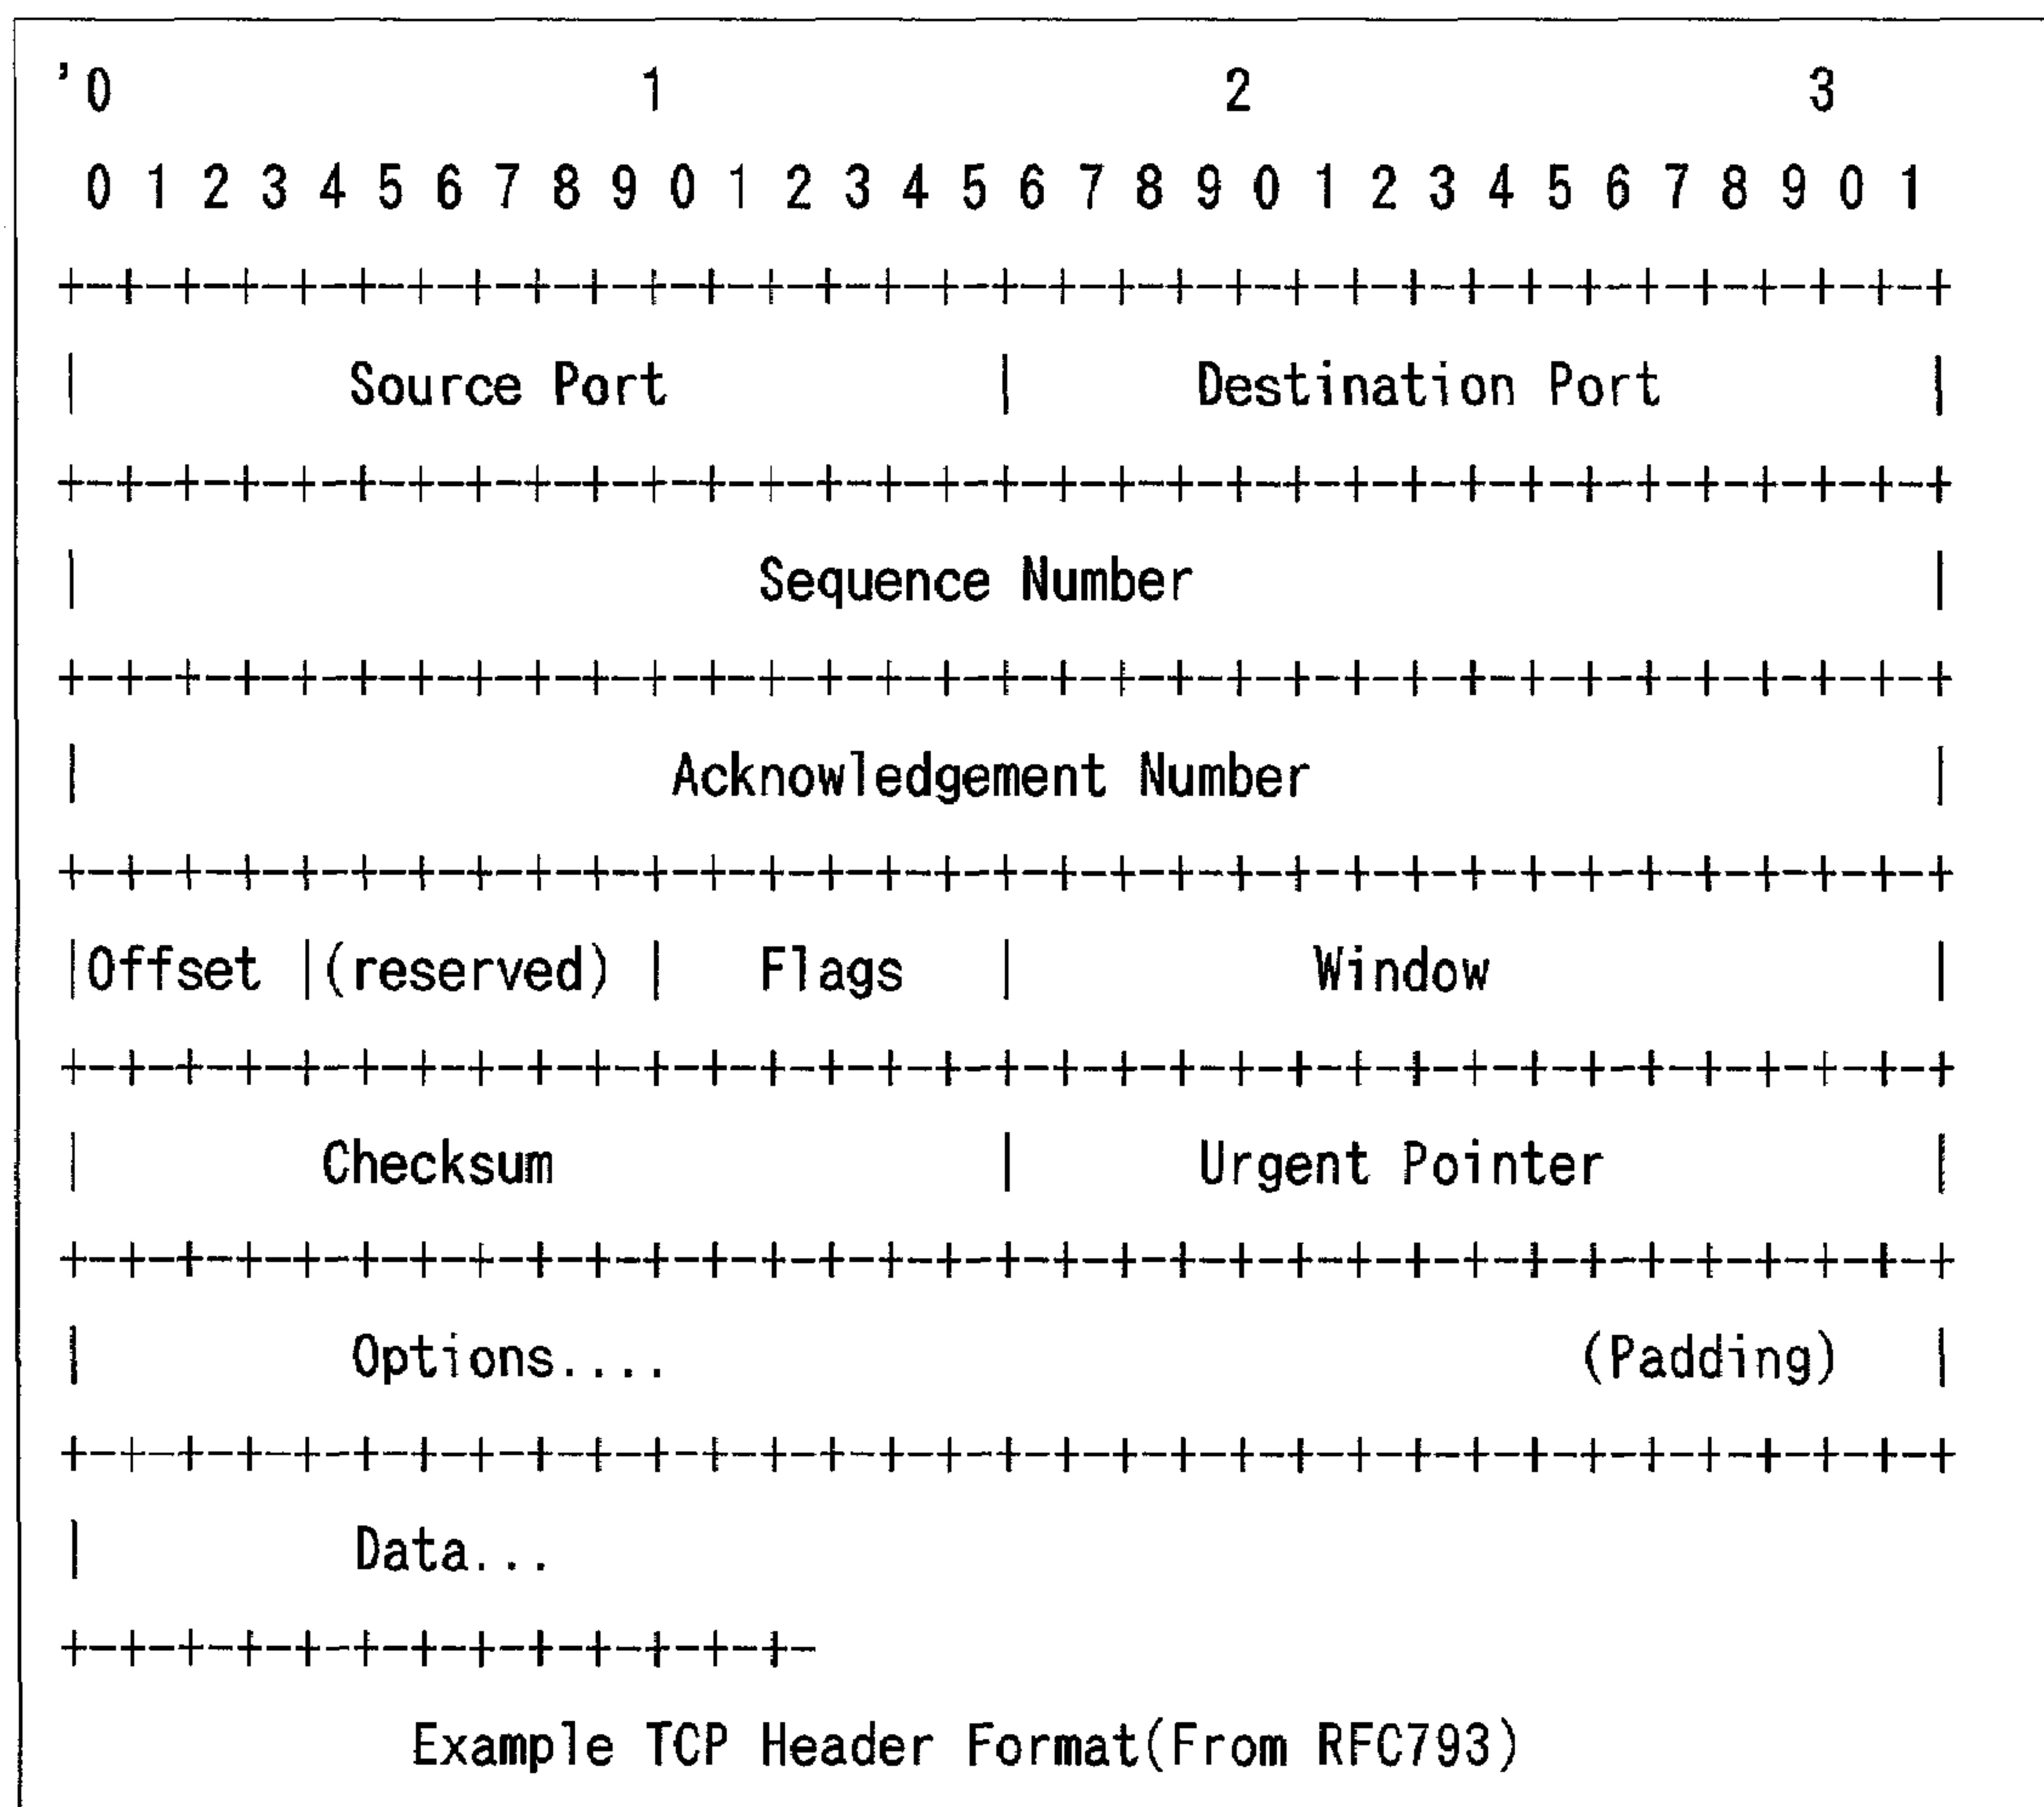 '0                   1                   2                   3
 0 1 2 3 4 5 6 7 8 9 0 1 2 3 4 5 6 7 8 9 0 1 2 3 4 5 6 7 8 9 0 1
+-+-+-+-+-+-+-+-+-+-+-+-+-+-+-+-+-+-+-+-+-+-+-+-+-+-+-+-+-+-+-+-+
|         Source Port           |      Destination Port         |
+-+-+-+-+-+-+-+-+-+-+-+-+-+-+-+-+-+-+-+-+-+-+-+-+-+-+-+-+-+-+-+-+
|                       Sequence Number                         |
+-+-+-+-+-+-+-+-+-+-+-+-+-+-+-+-+-+-+-+-+-+-+-+-+-+-+-+-+-+-+-+-+
|                    Acknowledgement Number                     |
+-+-+-+-+-+-+-+-+-+-+-+-+-+-+-+-+-+-+-+-+-+-+-+-+-+-+-+-+-+-+-+-+
|Offset |(reserved) |   Flags   |          Window               |
+-+-+-+-+-+-+-+-+-+-+-+-+-+-+-+-+-+-+-+-+-+-+-+-+-+-+-+-+-+-+-+-+
|        Checksum               |      Urgent Pointer           |
+-+-+-+-+-+-+-+-+-+-+-+-+-+-+-+-+-+-+-+-+-+-+-+-+-+-+-+-+-+-+-+-+
|         Options....                               (Padding)   |
+-+-+-+-+-+-+-+-+-+-+-+-+-+-+-+-+-+-+-+-+-+-+-+-+-+-+-+-+-+-+-+-+
|         Data...
+-+-+-+-+-+-+-+-+-+-+-+-+-
Example TCP Header Format(From RFC793)